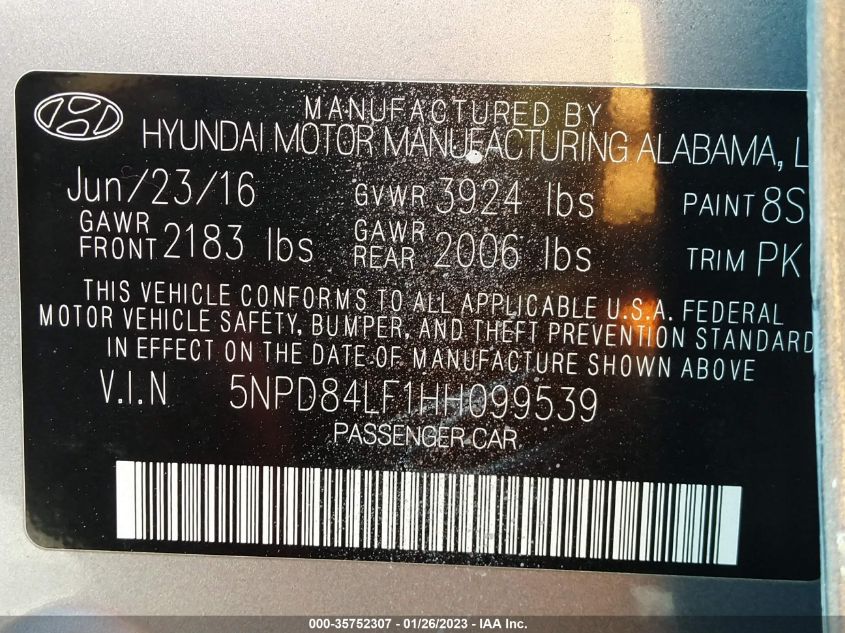 MANUFACTURED BY
HYUNDAI MOTOR MANUFACTURING ALABAMA, L
Jun/23/16 GVWR 3924 lbs PAINT 8S
GAWR FRONT 2183 lbs GAWR REAR 2006 lbs TRIM PK
THIS VEHICLE CONFORMS TO ALL APPLICABLE U.S.A. FEDERAL
MOTOR VEHICLE SAFETY, BUMPER, AND THEFT PREVENTION STANDARD
IN EFFECT ON THE DATE OF MANUFACTURE SHOWN ABOVE
V.I.N 5NPD84LF1HH099539
PASSENGER CAR
000-35752307 - 01/26/2023 - IAA Inc.